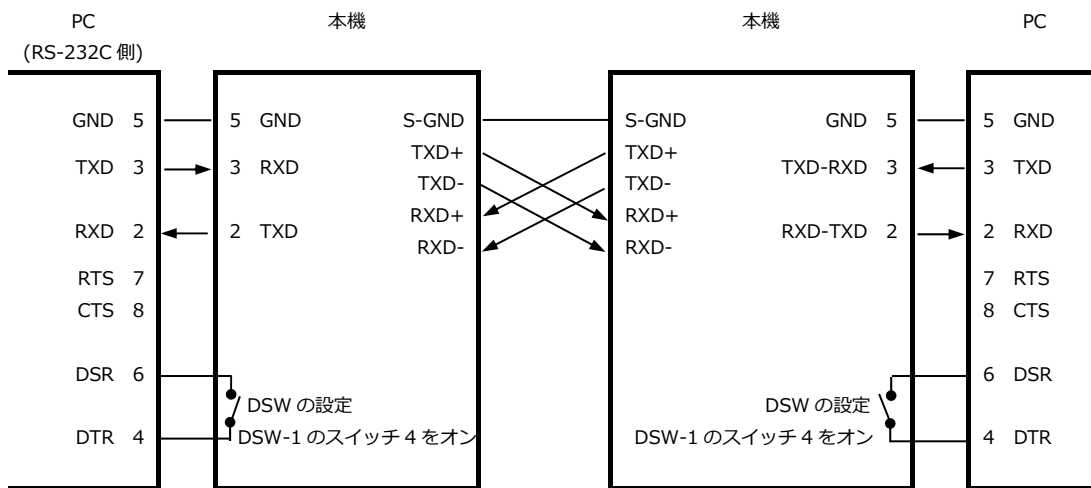 PC 本機 本機 PC
(RS-232C 側)
GND 5 5 GND S-GND S-GND GND 5 5 GND
TXD+ TXD+
TXD 3 3 RXD TXD-RXD 3 3 TXD
TXD- TXD-
RXD+ RXD+
RXD 2 2 TXD RXD-TXD 2 2 RXD
RXD- RXD-
RTS 7 7 RTS
CTS 8 8 CTS
DSR 6 6 DSR
DSW の設定 DSW の設定
DTR 4 DSW-1 のスイッチ 4 をオン DSW-1 のスイッチ 4 をオン 4 DTR